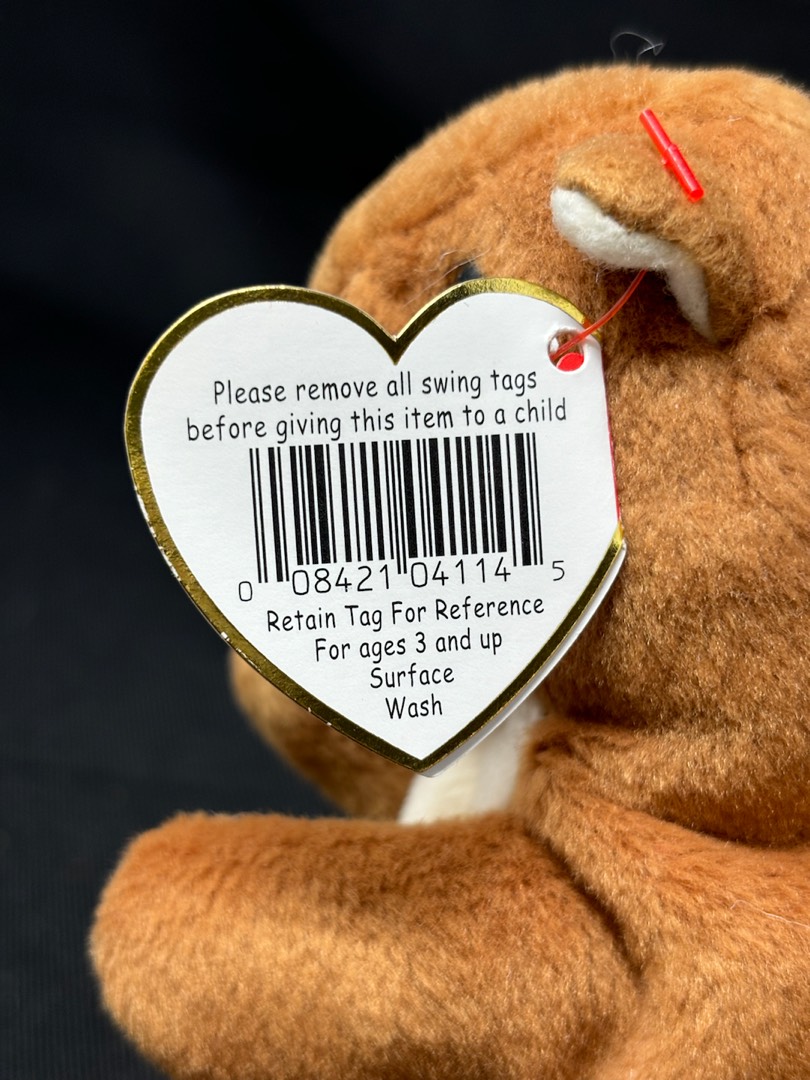 Please remove all swing tags
before giving this item to a child
0 08421 04114 5
Retain Tag For Reference
For ages 3 and up
Surface
Wash